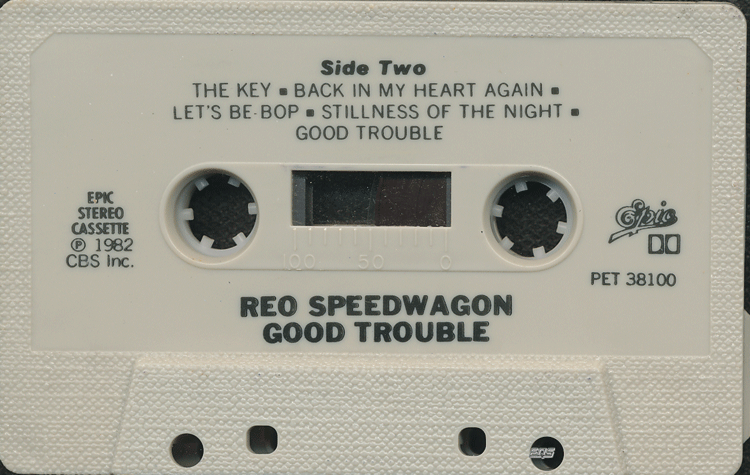 Side Two
THE KEY ▪ BACK IN MY HEART AGAIN ▪
LET'S BE-BOP ▪ STILLNESS OF THE NIGHT ▪
GOOD TROUBLE
EPIC
STEREO
CASSETTE
℗ 1982
CBS Inc.
Epic
PET 38100
100 50 0
REO SPEEDWAGON
GOOD TROUBLE